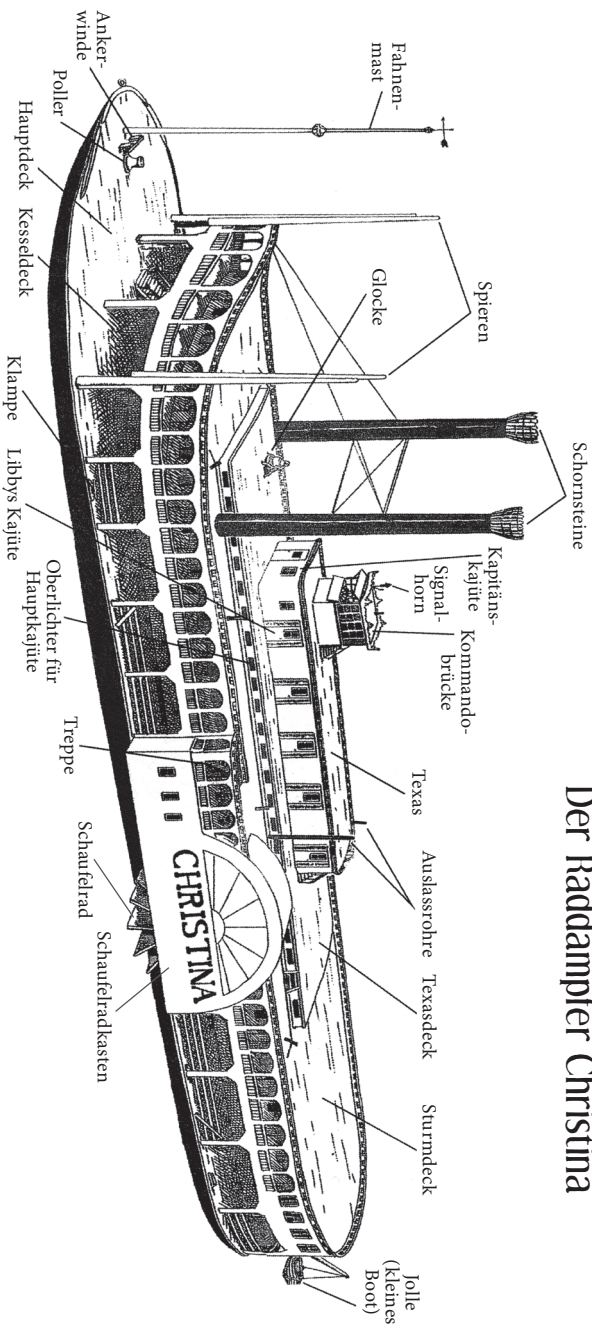 Der Raddampfer Christina
Schornsteine
Spieren
Fahnen-
mast
Glocke
Kapitäns-
kajüte
Signal-
horn
Kommando-
brücke
Texas
Auslassrohre
Texasdeck
Sturmdeck
Jolle
(kleines
Boot)
Anker-
winde
Poller
Hauptdeck
Kesseldeck
Klampe
Libbys Kajüte
Oberlichter für
Hauptkajüte
Treppe
CHRISTINA
Schaufelrad
Schaufelradkasten